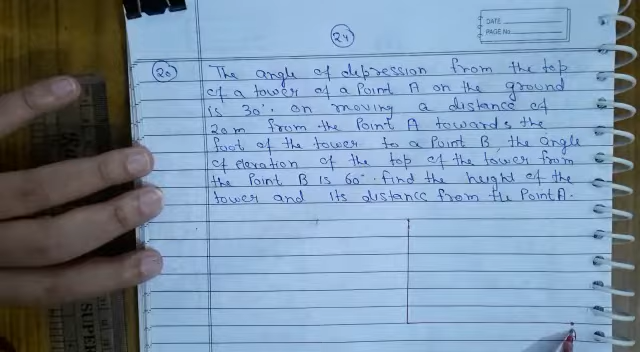 24
DATE
PAGE No.
20 The angle of depression from the top
of a tower of a Point A on the ground
is 30°. on moving a distance of
20 m from the Point A towards the
foot of the tower to a Point B, the angle
of elevation of the top of the tower from
the Point B is 60°. find the height of the
tower and its distance from the Point A.
SUPER